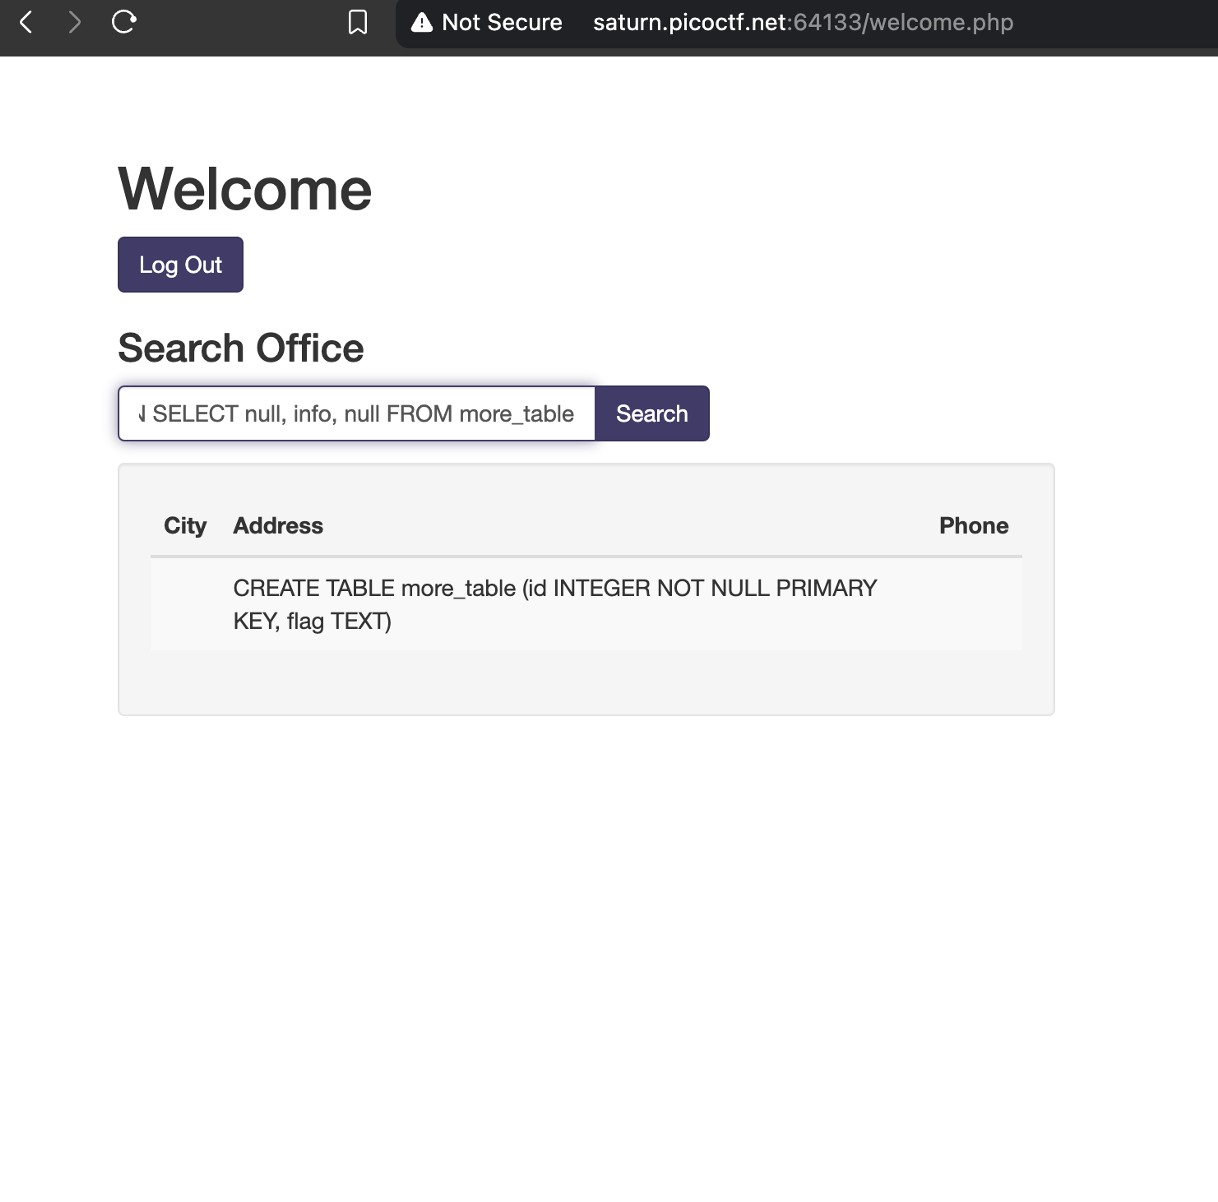 Not Secure saturn.picoctf.net:64133/welcome.php
Welcome
Log Out
Search Office
SELECT null, info, null FROM more_table Search
City Address Phone
CREATE TABLE more_table (id INTEGER NOT NULL PRIMARY
KEY, flag TEXT)